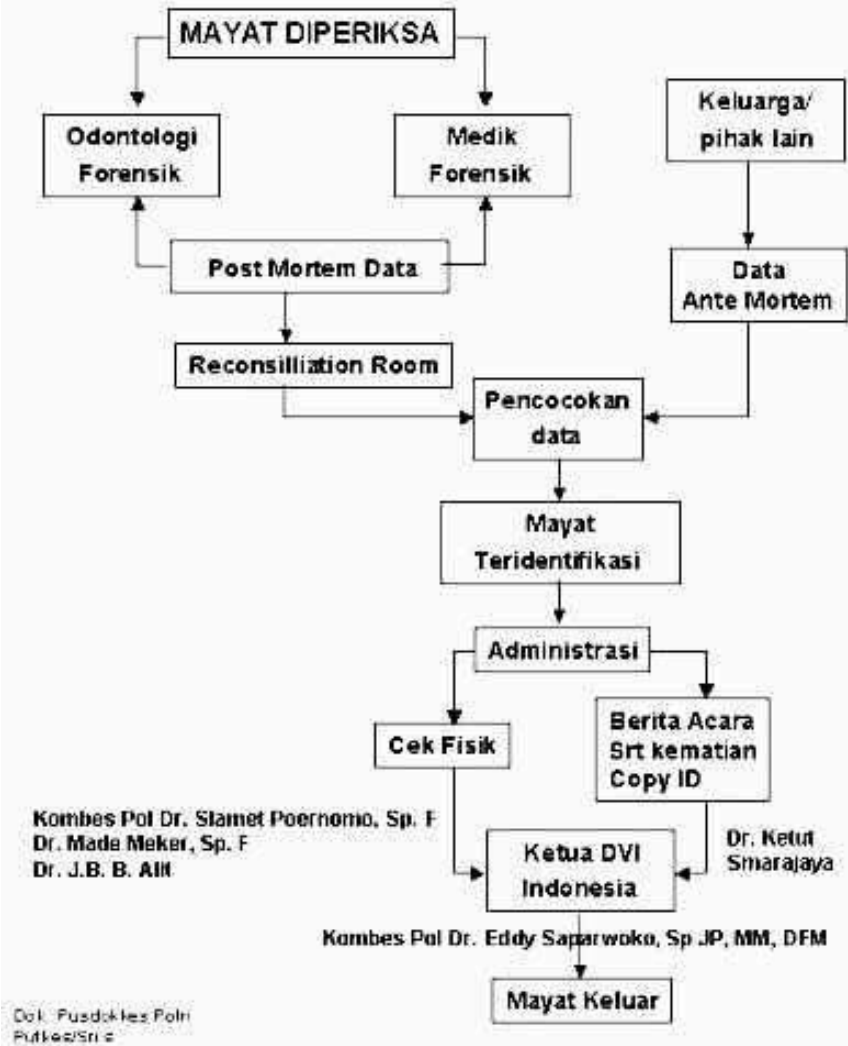 MAYAT DIPERIKSA
Odontologi
Forensik
Medik
Forensik
Keluarga/
pihak lain
Post Mortem Data
Data
Ante Mortem
Reconsilliation Room
Pencocokan
data
Mayat
Teridentifikasi
Administrasi
Cek Fisik
Berita Acara
Srt kematian
Copy ID
Kombes Pol Dr. Slamet Poernomo, Sp. F
Dr. Made Meker, Sp. F
Dr. J.B. B. Alit
Ketua DVI
Indonesia
Dr. Ketut
Smarajaya
Kombes Pol Dr. Eddy Saparwoko, Sp JP, MM, DFM
Mayat Keluar
Dok. Pusdokkes Polri